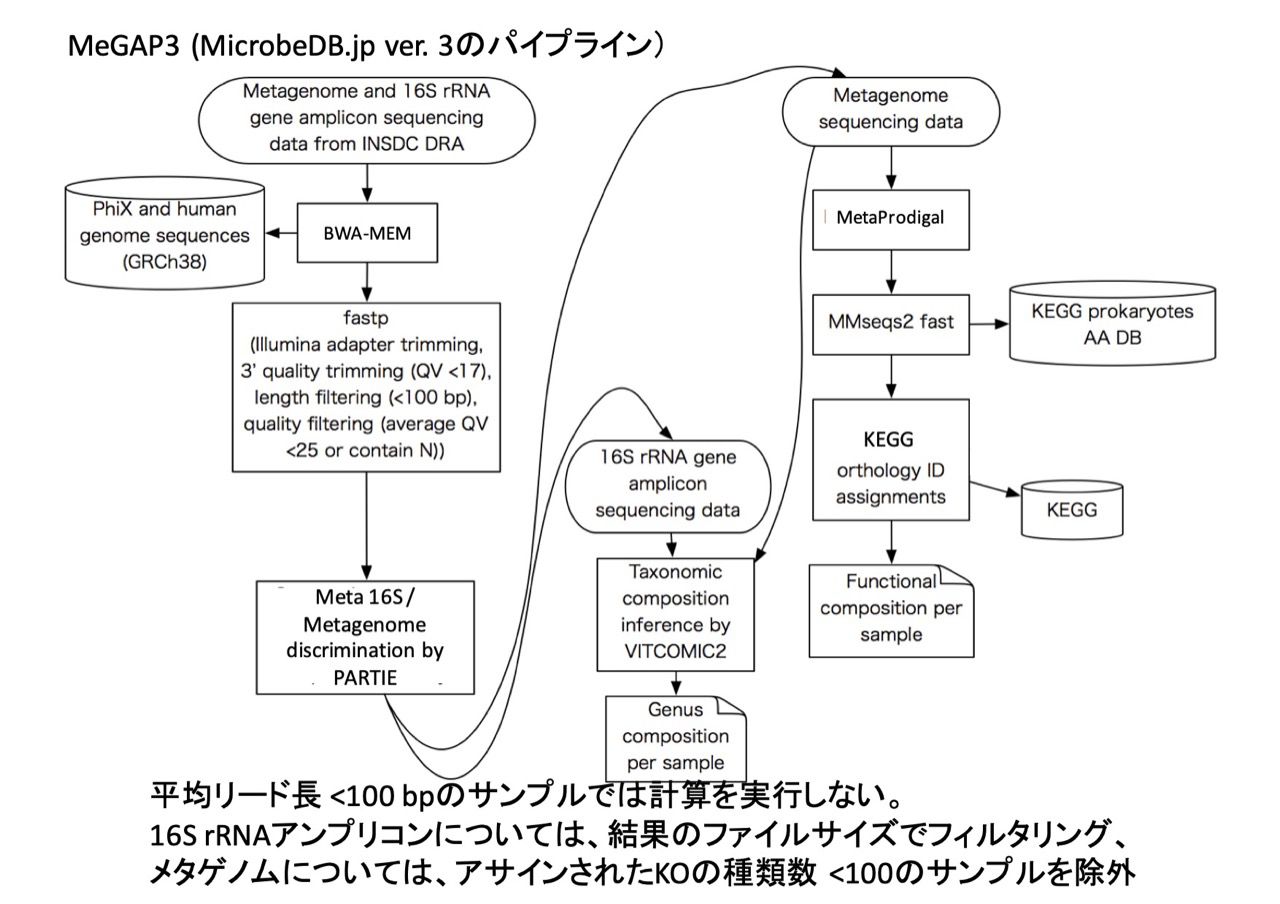 MeGAP3 (MicrobeDB.jp ver. 3のパイプライン）
Metagenome and 16S rRNA
gene amplicon sequencing
data from INSDC DRA
PhiX and human
genome sequences
(GRCh38)
BWA-MEM
fastp
(Illumina adapter trimming,
3' quality trimming (QV <17),
length filtering (<100 bp),
quality filtering (average QV
<25 or contain N))
Meta 16S/
Metagenome
discrimination by
PARTIE
16S rRNA gene
amplicon
sequencing data
Taxonomic
composition
inference by
VITCOMIC2
Genus
composition
per sample
Metagenome
sequencing data
MetaProdigal
MMseqs2 fast
KEGG prokaryotes
AA DB
KEGG
orthology ID
assignments
KEGG
Functional
composition per
sample
平均リード長 <100 bpのサンプルでは計算を実行しない。
16S rRNAアンプリコンについては、結果のファイルサイズでフィルタリング、
メタゲノムについては、アサインされたKOの種類数 <100のサンプルを除外